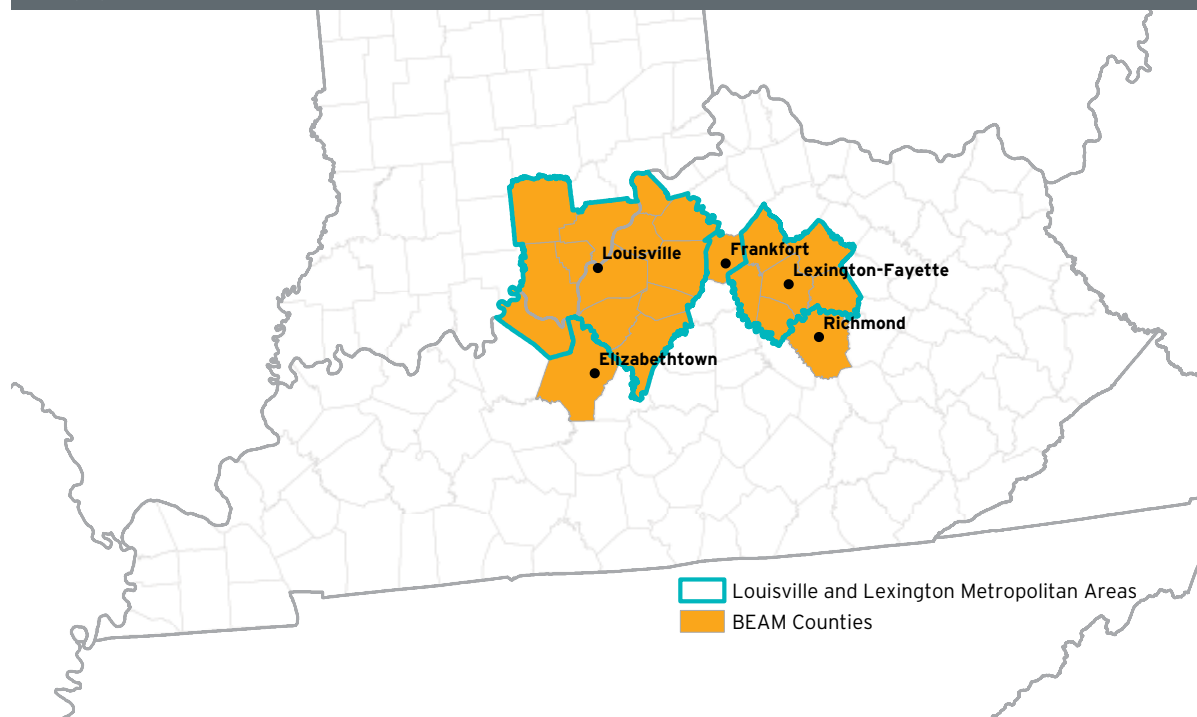 Louisville
Frankfort
Lexington-Fayette
Richmond
Elizabethtown
Louisville and Lexington Metropolitan Areas
BEAM Counties